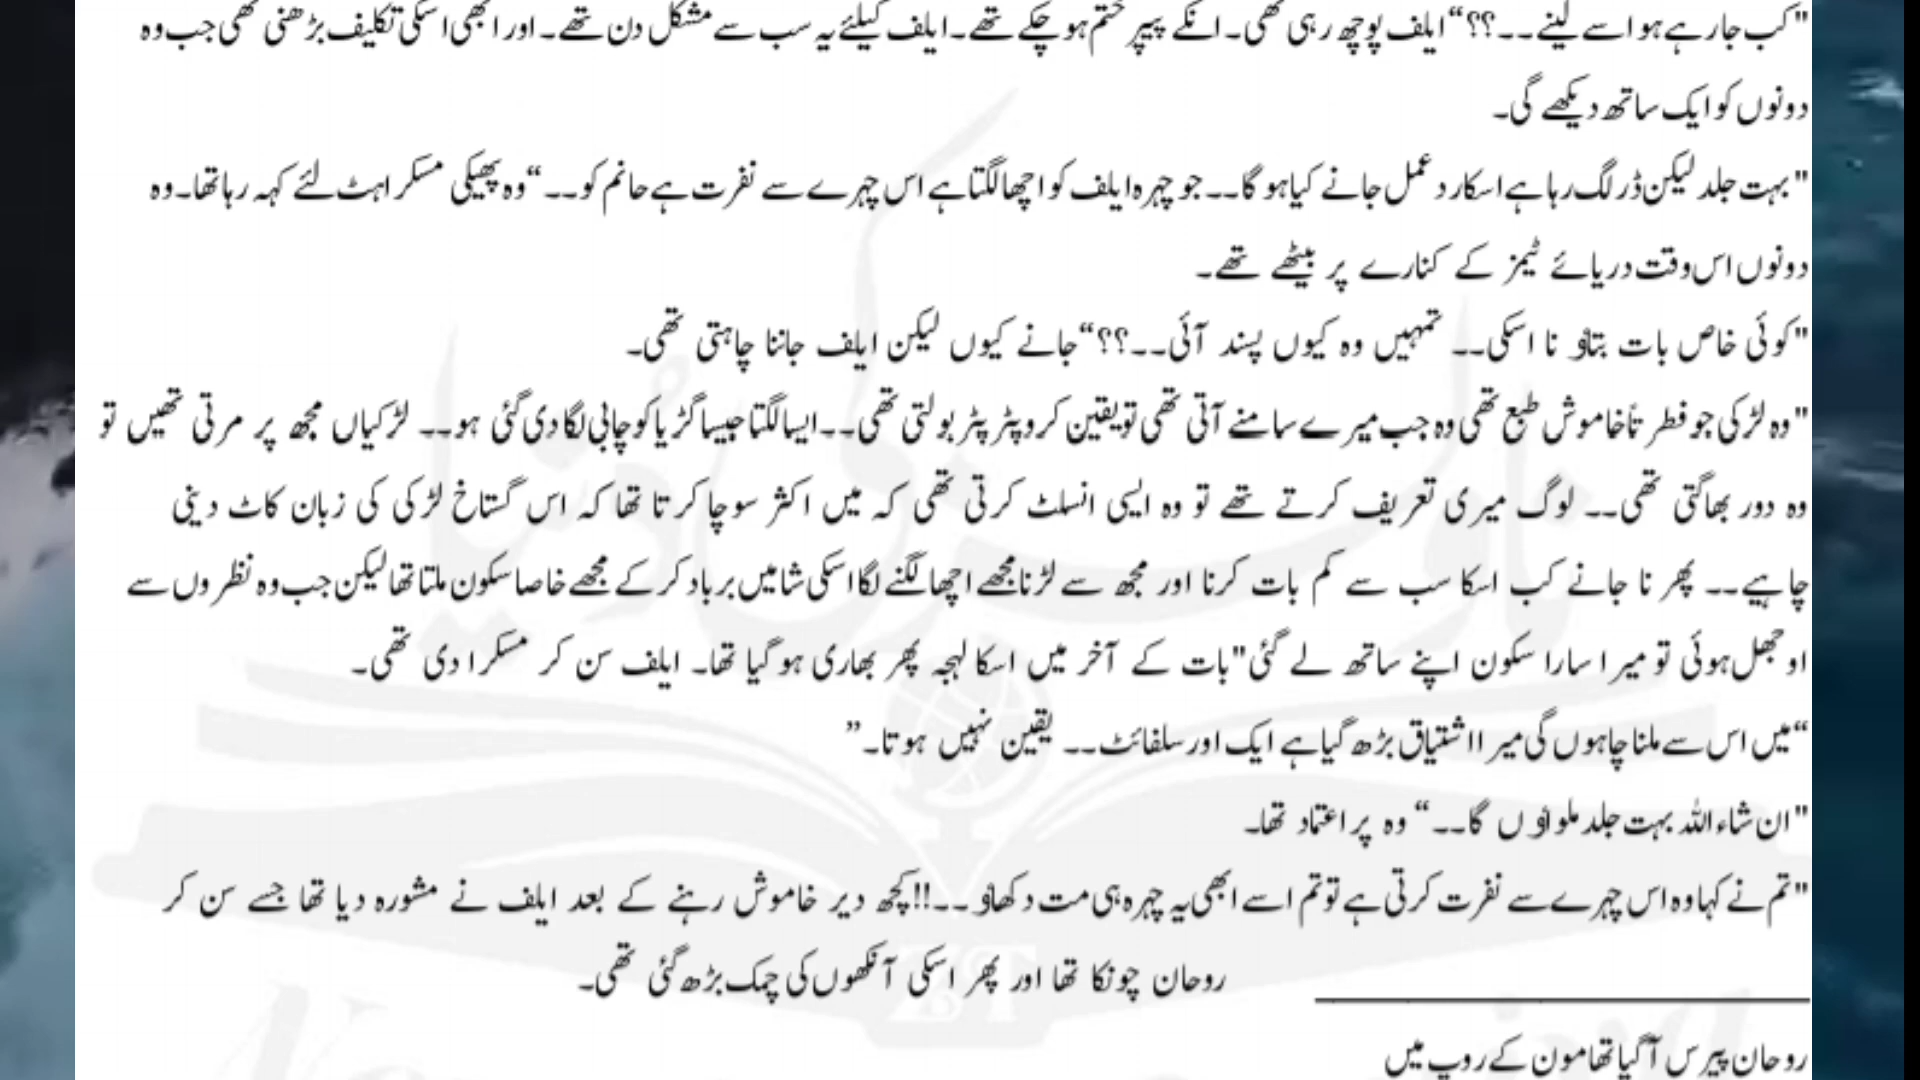 "کب جارہے ہو اسے لینے۔۔؟؟“ ایلف پوچھ رہی تھی۔ انکے پیپر ختم ہو چکے تھے۔ ایلف کیلئے یہ سب سے مشکل دن تھے۔ اور ابھی اسکی تکلیف بڑھنی تھی جب وہ
دونوں کو ایک ساتھ دیکھے گی۔
"بہت جلد لیکن ڈر لگ رہا ہے اسکا رد عمل جانے کیا ہو گا۔۔ جو چہرہ ایلف کو اچھا لگتا ہے اس چہرے سے نفرت ہے حانم کو۔۔“ وہ پھیکی مسکراہٹ لئے کہہ رہا تھا۔ وہ
دونوں اس وقت دریائے ٹیمز کے کنارے پر بیٹھے تھے۔
"کوئی خاص بات بتاؤ نا اسکی۔۔ تمہیں وہ کیوں پسند آئی۔۔؟؟“ جانے کیوں لیکن ایلف جاننا چاہتی تھی۔
"وہ لڑکی جو فطرتاً خاموش طبع تھی وہ جب میرے سامنے آتی تھی تو یقین کرو پٹر پٹر بولتی تھی۔۔ ایسا لگتا جیسا گڑیا کو چابی لگا دی گئی ہو۔۔ لڑکیاں مجھ پر مرتی تھیں تو
وہ دور بھاگتی تھی۔۔ لوگ میری تعریف کرتے تھے تو وہ ایسی انسلٹ کرتی تھی کہ میں اکثر سوچا کرتا تھا کہ اس گستاخ لڑکی کی زبان کاٹ دینی
چاہیے۔۔ پھر نا جانے کب اسکا سب سے کم بات کرنا اور مجھ سے لڑنا مجھے اچھا لگنے لگا اسکی شامیں برباد کرکے مجھے خاصا سکون ملتا تھا لیکن جب وہ نظروں سے
اوجھل ہوئی تو میرا سارا سکون اپنے ساتھ لے گئی" بات کے آخر میں اسکا لہجہ پھر بھاری ہو گیا تھا۔ ایلف سن کر مسکرا دی تھی۔
“میں اس سے ملنا چاہوں گی میرا اشتیاق بڑھ گیا ہے ایک اور سلفائٹ۔۔ یقین نہیں ہوتا۔”
"ان شاء اللہ بہت جلد ملواؤں گا۔۔“ وہ پر اعتماد تھا۔
"تم نے کہا وہ اس چہرے سے نفرت کرتی ہے تو تم اسے ابھی یہ چہرہ ہی مت دکھاؤ۔۔!! کچھ دیر خاموش رہنے کے بعد ایلف نے مشورہ دیا تھا جسے سن کر
روحان چونکا تھا اور پھر اسکی آنکھوں کی چمک بڑھ گئی تھی۔
روحان پیرس آگیا تھا مون کے روپ میں